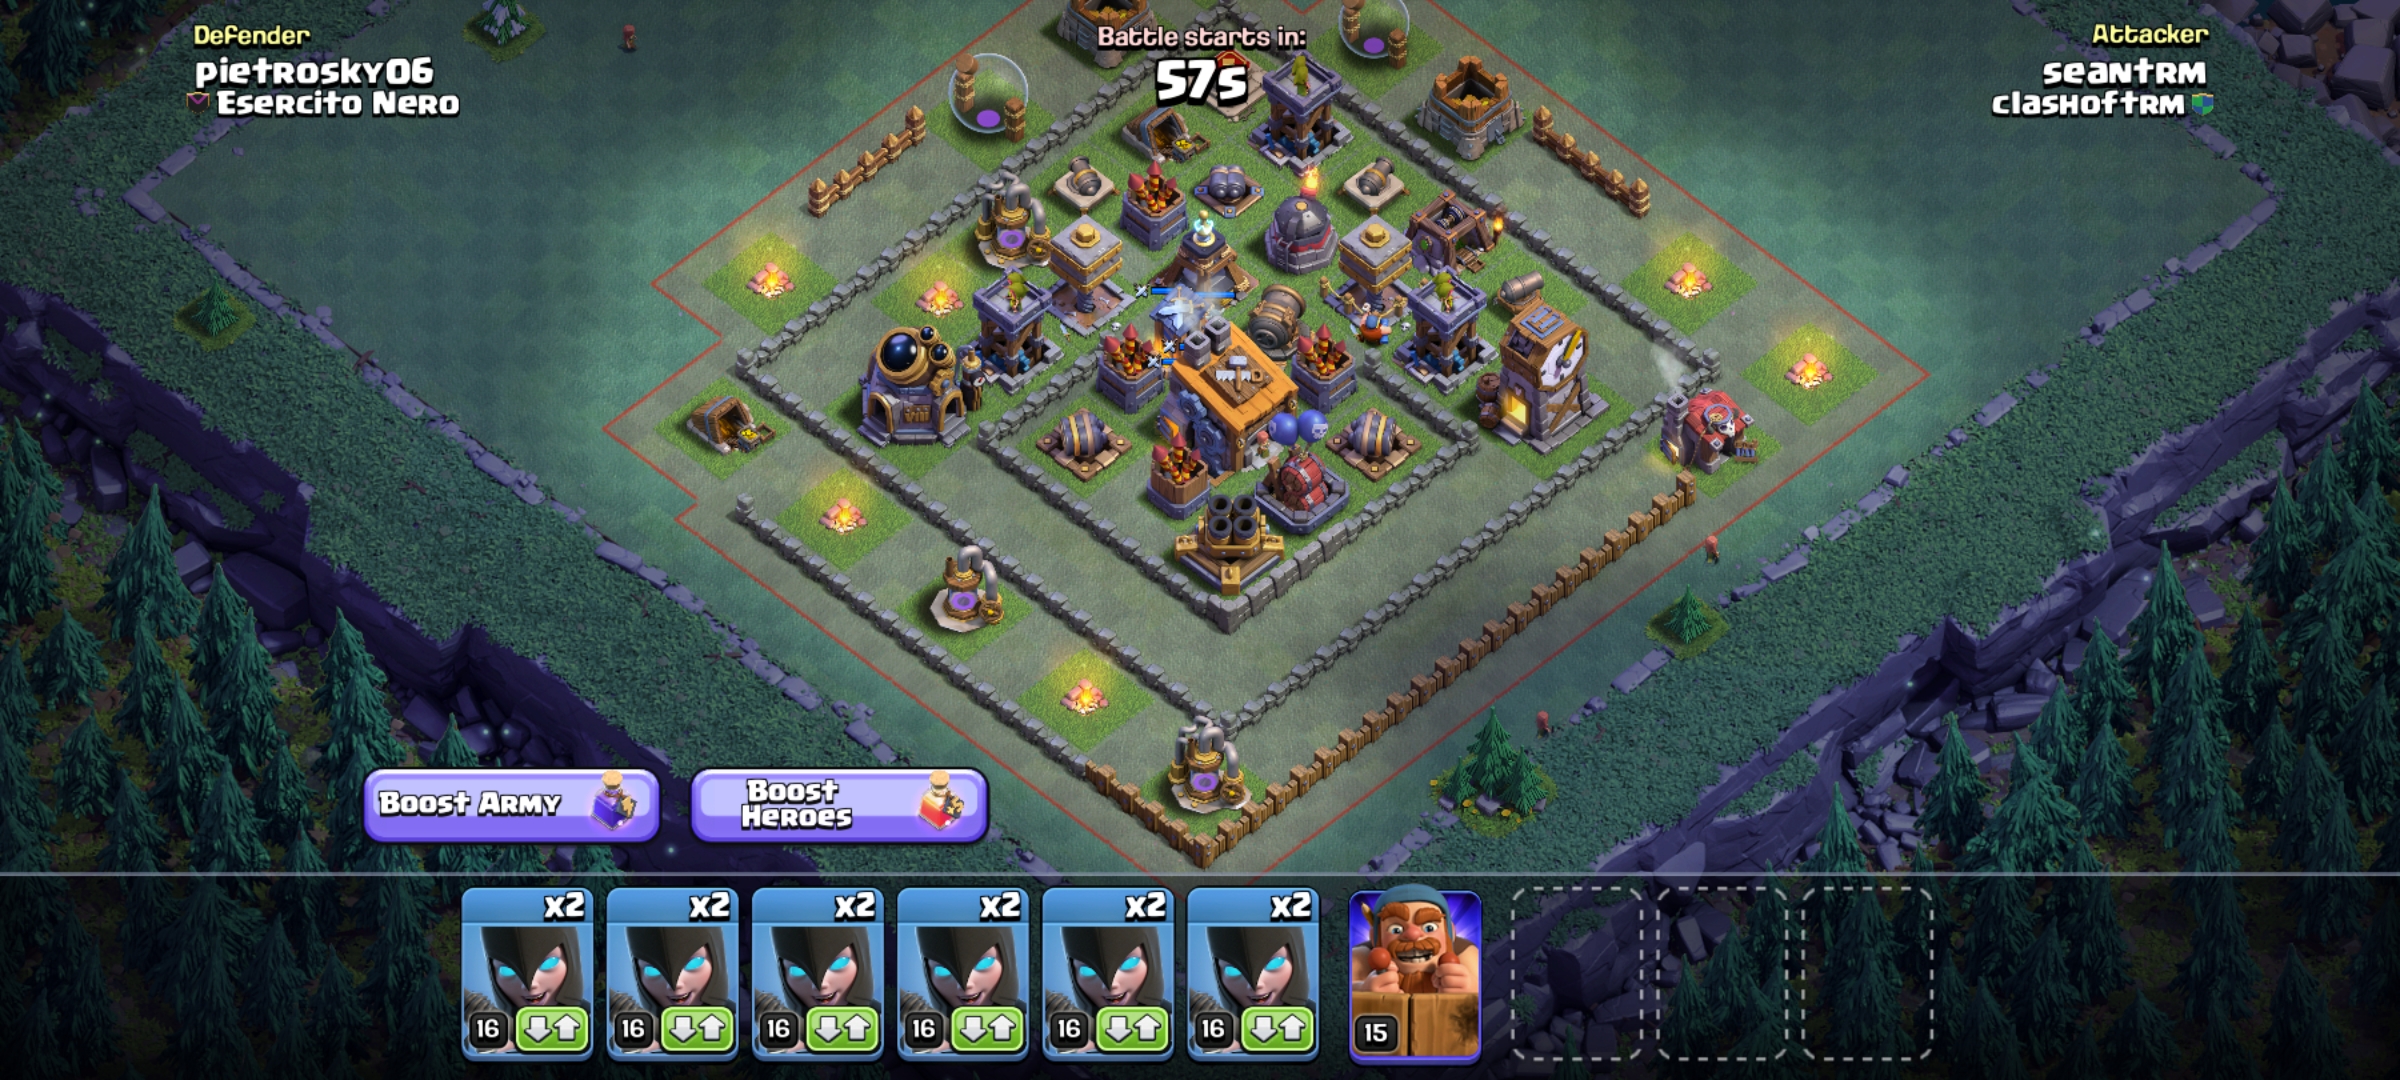 Defender
pietrosky06
Esercito Nero
Battle starts in:
57s
Attacker
seantrm
clashoftrm
Boost Army
Boost
Heroes
x2
x2
x2
x2
x2
x2
16
16
16
16
16
16
15